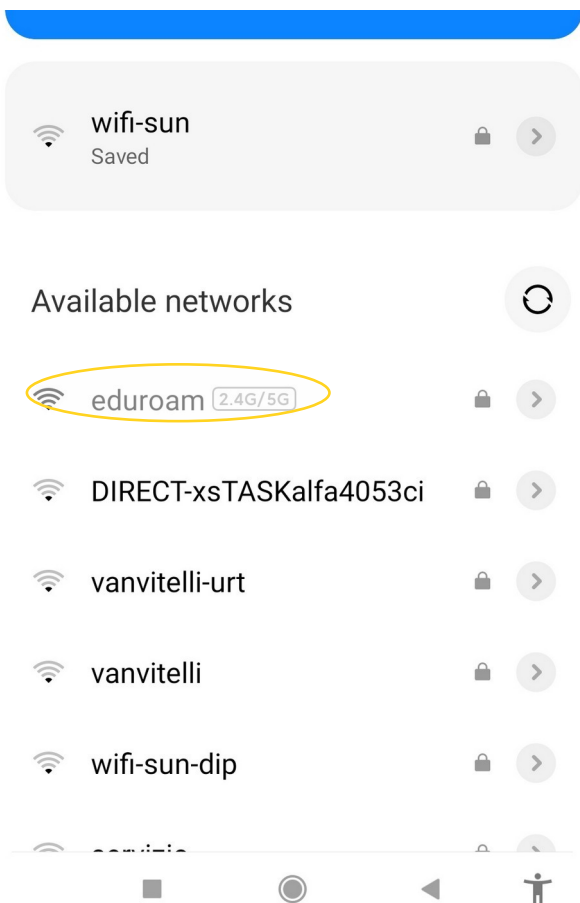 wifi-sun
Saved
Available networks
eduroam 2.4G/5G
DIRECT-xsTASKalfa4053ci
vanvitelli-urt
vanvitelli
wifi-sun-dip